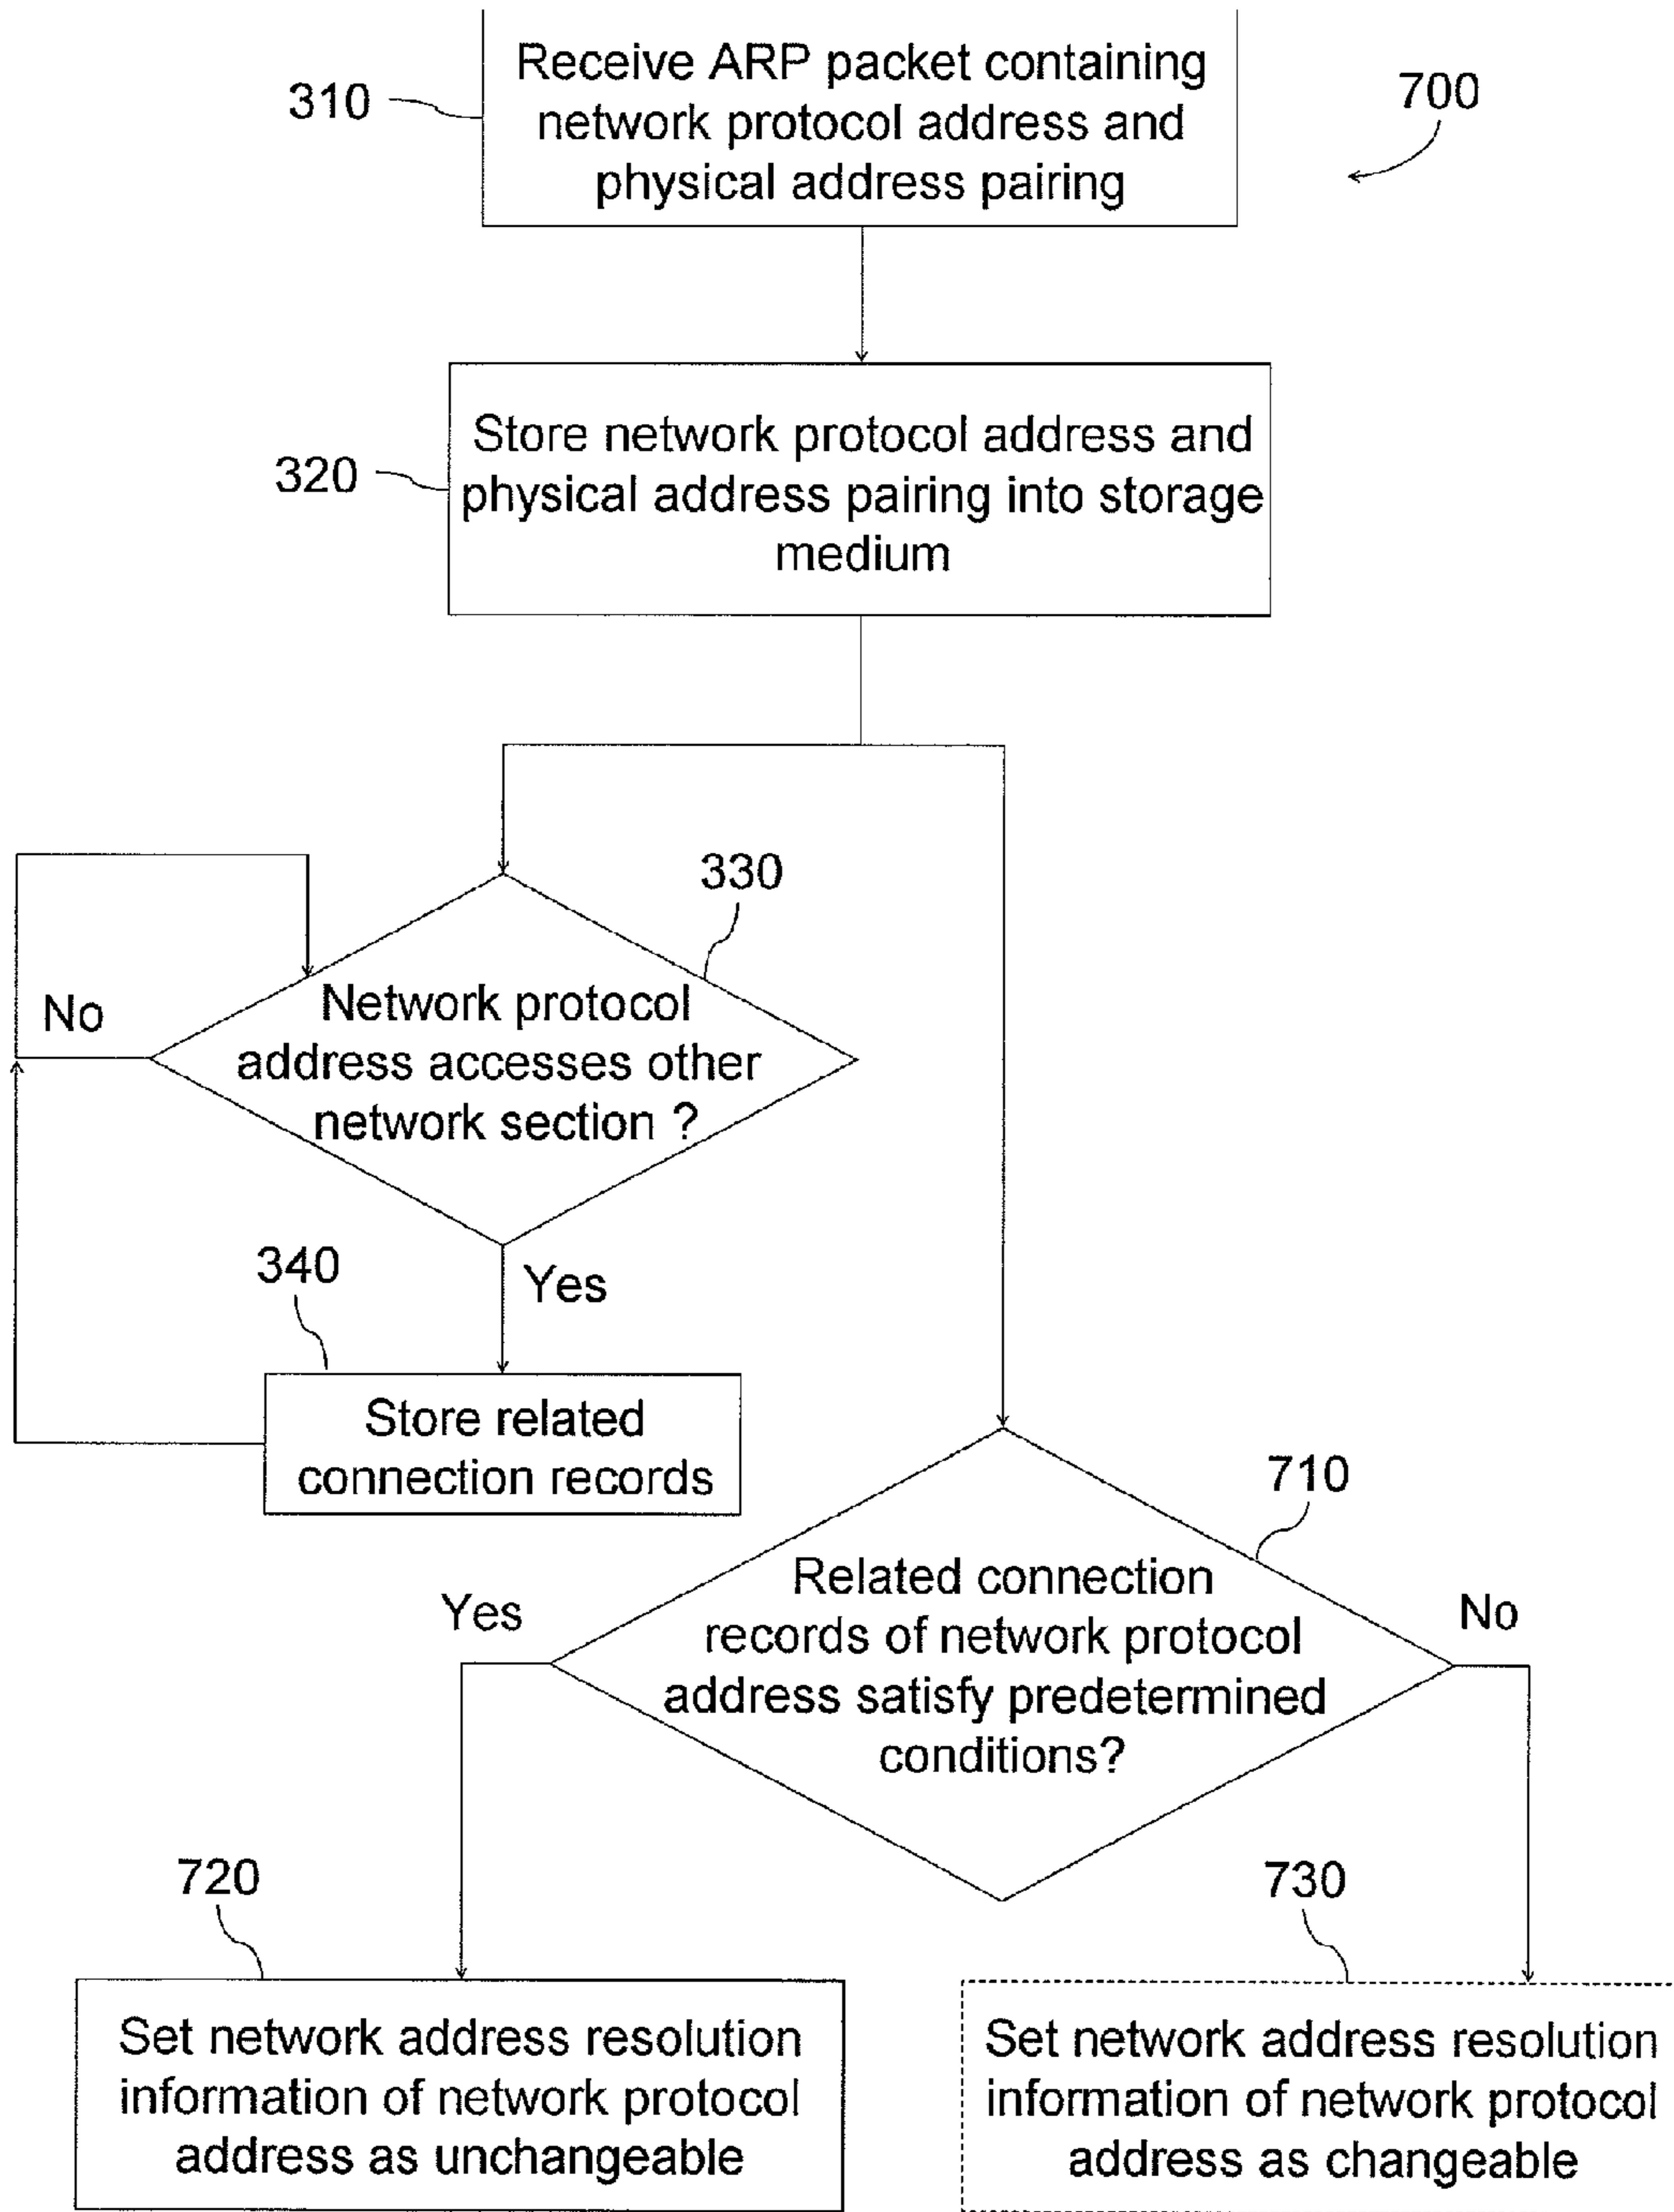 Receive ARP packet containing
network protocol address and
physical address pairing
310
700
Store network protocol address and
physical address pairing into storage
medium
320
330
Network protocol
address accesses other
network section ?
No
Yes
340
Store related
connection records
710
Related connection
records of network protocol
address satisfy predetermined
conditions?
Yes
No
720
Set network address resolution
information of network protocol
address as unchangeable
730
Set network address resolution
information of network protocol
address as changeable